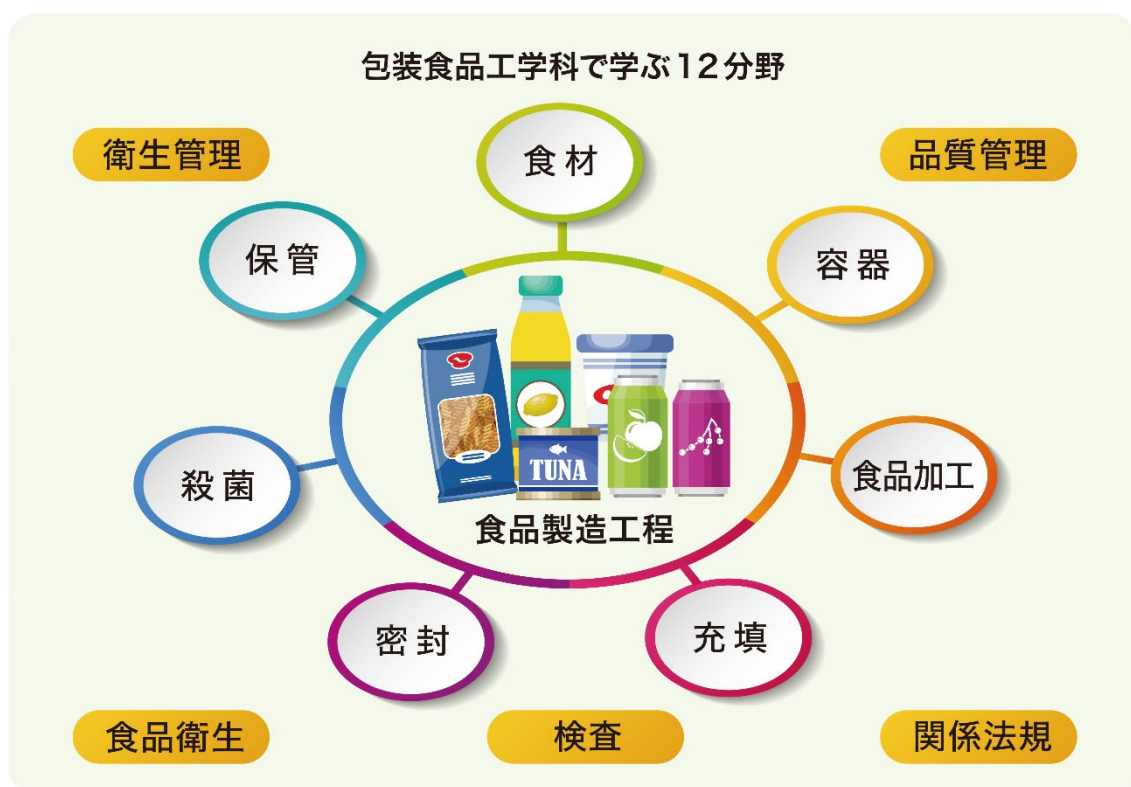 包装食品工学科で学ぶ12分野
衛生管理
食材
品質管理
保管
容器
殺菌
TUNA
食品加工
食品製造工程
密封
充填
食品衛生
検査
関係法規